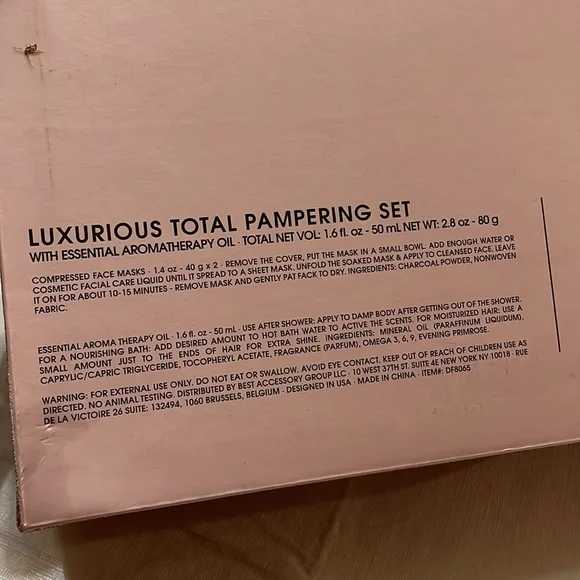 LUXURIOUS TOTAL PAMPERING SET
WITH ESSENTIAL AROMATHERAPY OIL · TOTAL NET VOL: 1.6 fl. oz - 50 mL NET WT: 2.8 oz - 80 g
COMPRESSED FACE MASKS · 1.4 oz - 40 g x 2 · REMOVE THE COVER, PUT THE MASK IN A SMALL BOWL. ADD ENOUGH WATER OR
COSMETIC FACIAL CARE LIQUID UNTIL IT SPREAD TO A SHEET MASK. UNFOLD THE SOAKED MASK & APPLY TO CLEANSED FACE. LEAVE
IT ON FOR ABOUT 10-15 MINUTES - REMOVE MASK AND GENTLY PAT FACE TO DRY. INGREDIENTS: CHARCOAL POWDER, NONWOVEN
FABRIC.
ESSENTIAL AROMA THERAPY OIL · 1.6 fl. oz - 50 mL · USE AFTER SHOWER: APPLY TO DAMP BODY AFTER GETTING OUT OF THE SHOWER.
FOR A NOURISHING BATH: ADD DESIRED AMOUNT TO HOT BATH WATER TO ACTIVE THE SCENTS. FOR MOISTURIZED HAIR: USE A
SMALL AMOUNT JUST TO THE ENDS OF HAIR FOR EXTRA SHINE. INGREDIENTS: MINERAL OIL (PARAFFINUM LIQUIDUM).
CAPRYLIC/CAPRIC TRIGLYCERIDE, TOCOPHERYL ACETATE, FRAGRANCE (PARFUM), OMEGA 3, 6, 9, EVENING PRIMROSE.
WARNING: FOR EXTERNAL USE ONLY. DO NOT EAT OR SWALLOW. AVOID EYE CONTACT. KEEP OUT OF REACH OF CHILDREN USE AS
DIRECTED. NO ANIMAL TESTING. DISTRIBUTED BY BEST ACCESSORY GROUP LLC · 10 WEST 37TH ST. SUITE 4E NEW YORK NY 10018 · RUE
DE LA VICTOIRE 26 SUITE: 132494, 1060 BRUSSELS, BELGIUM · DESIGNED IN USA · MADE IN CHINA · ITEM#: DF8065